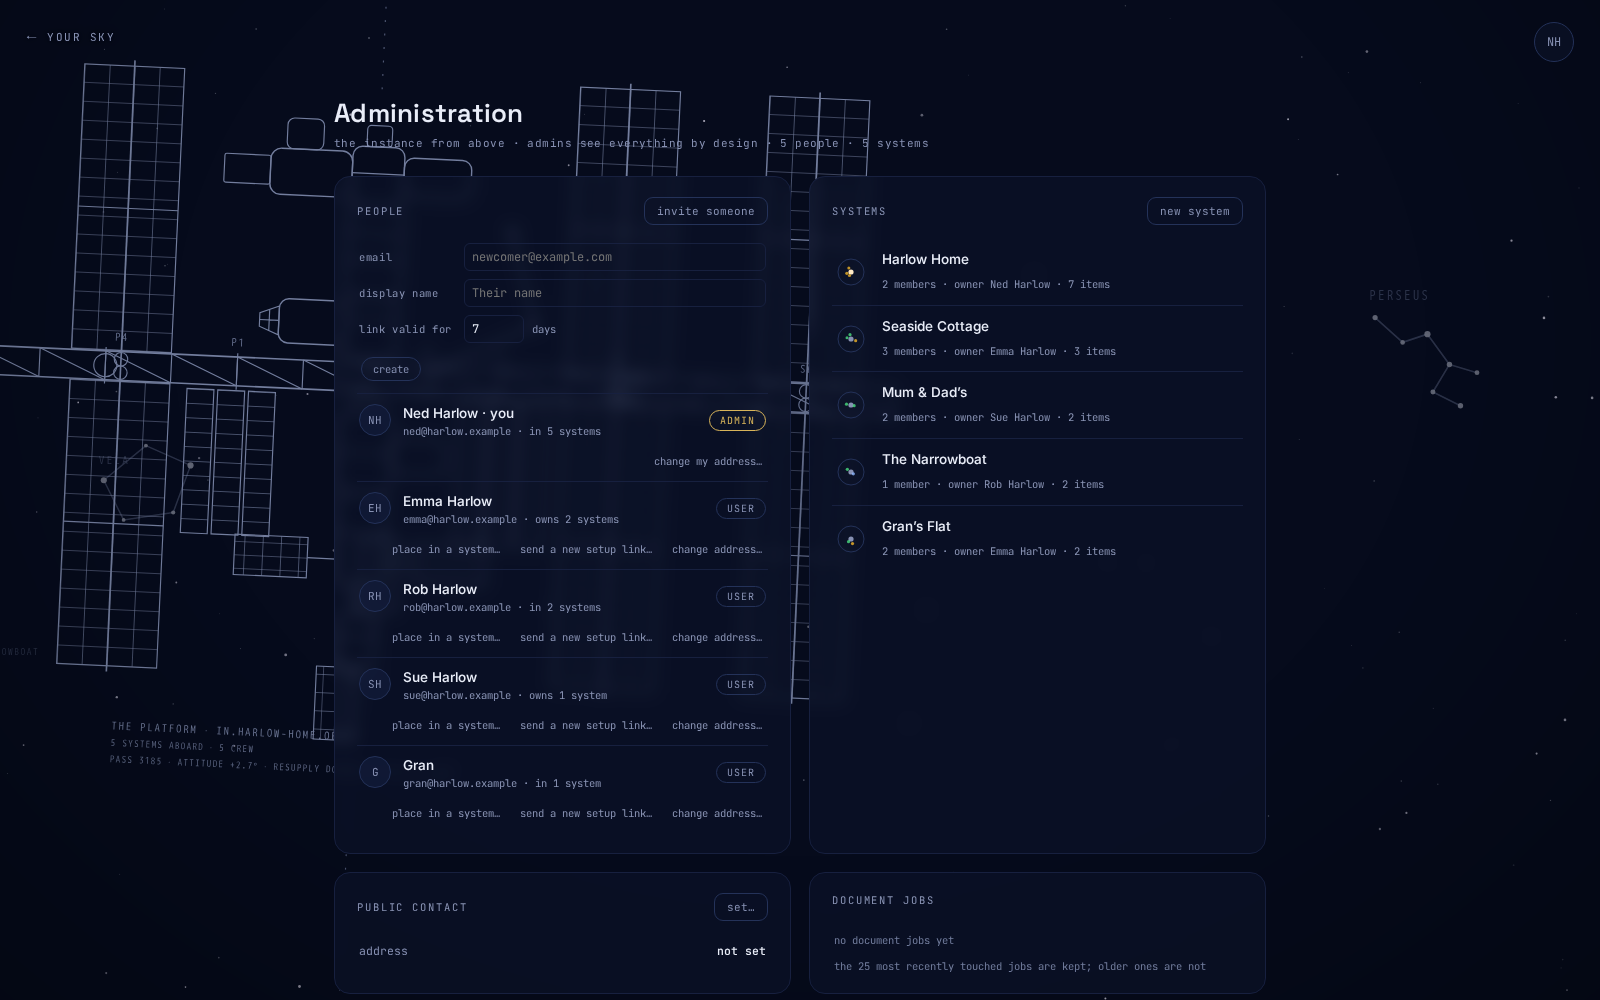 ← YOUR SKY
NH
Administration
the instance from above · admins see everything by design · 5 people · 5 systems
PEOPLE
invite someone
email
newcomer@example.com
display name
Their name
link valid for
7
days
create
NH
Ned Harlow · you
ned@harlow.example · in 5 systems
ADMIN
change my address…
EH
Emma Harlow
emma@harlow.example · owns 2 systems
USER
place in a system… send a new setup link… change address…
RH
Rob Harlow
rob@harlow.example · in 2 systems
USER
place in a system… send a new setup link… change address…
SH
Sue Harlow
sue@harlow.example · owns 1 system
USER
place in a system… send a new setup link… change address…
G
Gran
gran@harlow.example · in 1 system
USER
place in a system… send a new setup link… change address…
SYSTEMS
new system
Harlow Home
2 members · owner Ned Harlow · 7 items
Seaside Cottage
3 members · owner Emma Harlow · 3 items
Mum & Dad's
2 members · owner Sue Harlow · 2 items
The Narrowboat
1 member · owner Rob Harlow · 2 items
Gran's Flat
2 members · owner Emma Harlow · 2 items
PUBLIC CONTACT
set…
address
not set
DOCUMENT JOBS
no document jobs yet
the 25 most recently touched jobs are kept; older ones are not
P4
P1
PERSEUS
THE PLATFORM · IN.HARLOW-HOME
5 SYSTEMS ABOARD · 5 CREW
PASS 3185 · ATTITUDE +2.7° · RESUPPLY